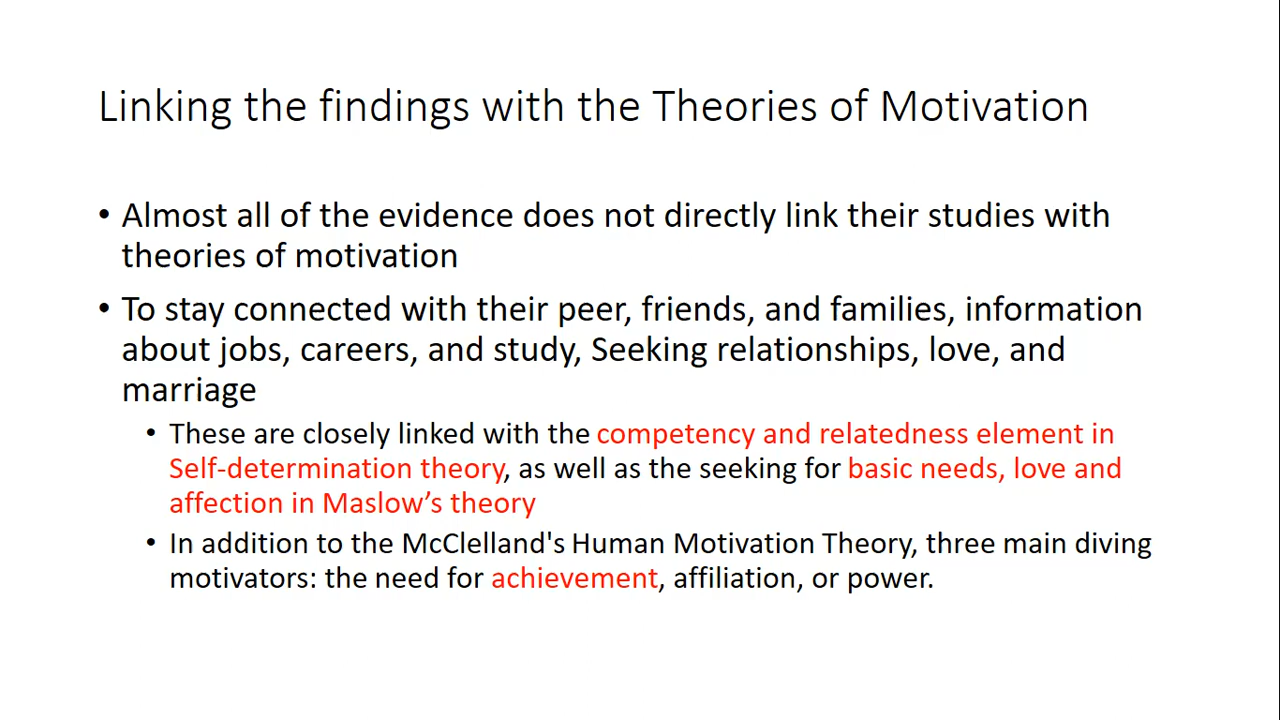 Linking the findings with the Theories of Motivation
• Almost all of the evidence does not directly link their studies with
theories of motivation
• To stay connected with their peer, friends, and families, information
about jobs, careers, and study, Seeking relationships, love, and
marriage
• These are closely linked with the competency and relatedness element in
Self-determination theory, as well as the seeking for basic needs, love and
affection in Maslow’s theory
• In addition to the McClelland's Human Motivation Theory, three main diving
motivators: the need for achievement, affiliation, or power.